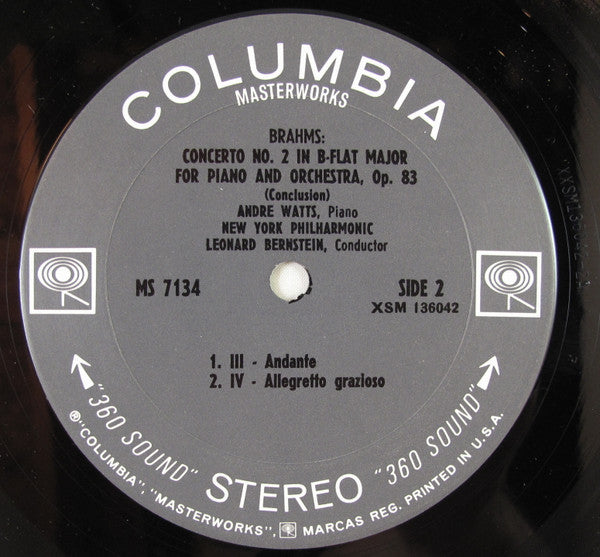 COLUMBIA
MASTERWORKS
BRAHMS:
CONCERTO NO. 2 IN B-FLAT MAJOR
FOR PIANO AND ORCHESTRA, Op. 83
(Conclusion)
ANDRE WATTS, Piano
NEW YORK PHILHARMONIC
LEONARD BERNSTEIN, Conductor
MS 7134
SIDE 2
XSM 136042
1. III - Andante
2. IV - Allegretto grazioso
"360 SOUND" STEREO "360 SOUND"
® "COLUMBIA", "MASTERWORKS", MARCAS REG. PRINTED IN U.S.A.